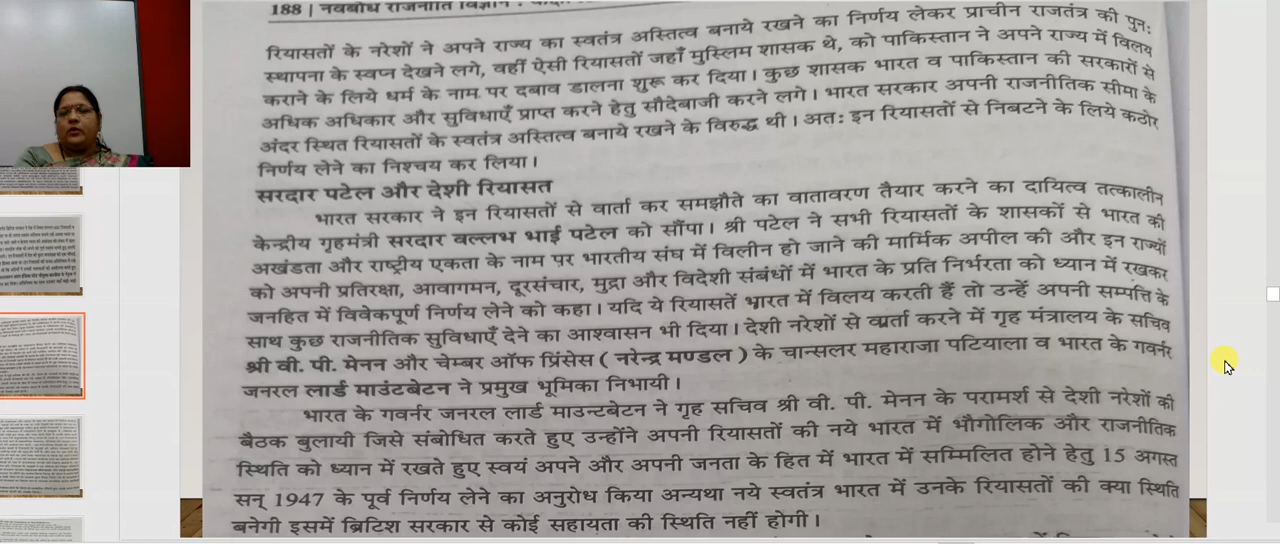 188 | नवबोध राजनीति विज्ञान :
रियासतों के नरेशों ने अपने राज्य का स्वतंत्र अस्तित्व बनाये रखने का निर्णय लेकर प्राचीन राजतंत्र की पुनः
स्थापना के स्वप्न देखने लगे, वहीं ऐसी रियासतों जहाँ मुस्लिम शासक थे, को पाकिस्तान ने अपने राज्य में विलय
कराने के लिये धर्म के नाम पर दबाव डालना शुरू कर दिया। कुछ शासक भारत व पाकिस्तान की सरकारों से
अधिक अधिकार और सुविधाएँ प्राप्त करने हेतु सौदेबाजी करने लगे। भारत सरकार अपनी राजनीतिक सीमा के
अंदर स्थित रियासतों के स्वतंत्र अस्तित्व बनाये रखने के विरुद्ध थी। अतः इन रियासतों से निबटने के लिये कठोर
निर्णय लेने का निश्चय कर लिया।
सरदार पटेल और देशी रियासत
भारत सरकार ने इन रियासतों से वार्ता कर समझौते का वातावरण तैयार करने का दायित्व तत्कालीन
केन्द्रीय गृहमंत्री सरदार वल्लभ भाई पटेल को सौंपा। श्री पटेल ने सभी रियासतों के शासकों से भारत की
अखंडता और राष्ट्रीय एकता के नाम पर भारतीय संघ में विलीन हो जाने की मार्मिक अपील की और इन राज्यों
को अपनी प्रतिरक्षा, आवागमन, दूरसंचार, मुद्रा और विदेशी संबंधों में भारत के प्रति निर्भरता को ध्यान में रखकर
जनहित में विवेकपूर्ण निर्णय लेने को कहा। यदि ये रियासतें भारत में विलय करती हैं तो उन्हें अपनी सम्पत्ति के
साथ कुछ राजनीतिक सुविधाएँ देने का आश्वासन भी दिया। देशी नरेशों से वार्ता करने में गृह मंत्रालय के सचिव
श्री वी. पी. मेनन और चेम्बर ऑफ प्रिंसेस ( नरेन्द्र मण्डल ) के चान्सलर महाराजा पटियाला व भारत के गवर्नर
जनरल लार्ड माउंटबेटन ने प्रमुख भूमिका निभायी।
भारत के गवर्नर जनरल लार्ड माउन्टबेटन ने गृह सचिव श्री वी. पी. मेनन के परामर्श से देशी नरेशों की
बैठक बुलायी जिसे संबोधित करते हुए उन्होंने अपनी रियासतों की नये भारत में भौगोलिक और राजनीतिक
स्थिति को ध्यान में रखते हुए स्वयं अपने और अपनी जनता के हित में भारत में सम्मिलित होने हेतु 15 अगस्त
सन् 1947 के पूर्व निर्णय लेने का अनुरोध किया अन्यथा नये स्वतंत्र भारत में उनके रियासतों की क्या स्थिति
बनेगी इसमें ब्रिटिश सरकार से कोई सहायता की स्थिति नहीं होगी।